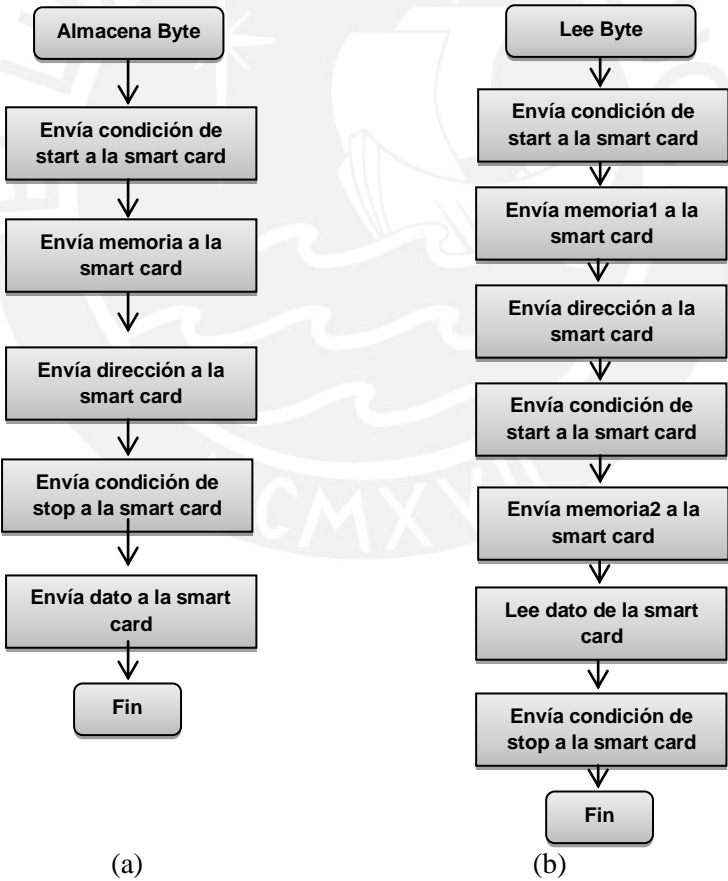 Almacena Byte
Envía condición de
start a la smart card
Envía memoria a la
smart card
Envía dirección a la
smart card
Envía condición de
stop a la smart card
Envía dato a la smart
card
Fin
(a)
Lee Byte
Envía condición de
start a la smart card
Envía memoria1 a la
smart card
Envía dirección a la
smart card
Envía condición de
start a la smart card
Envía memoria2 a la
smart card
Lee dato de la smart
card
Envía condición de
stop a la smart card
Fin
(b)